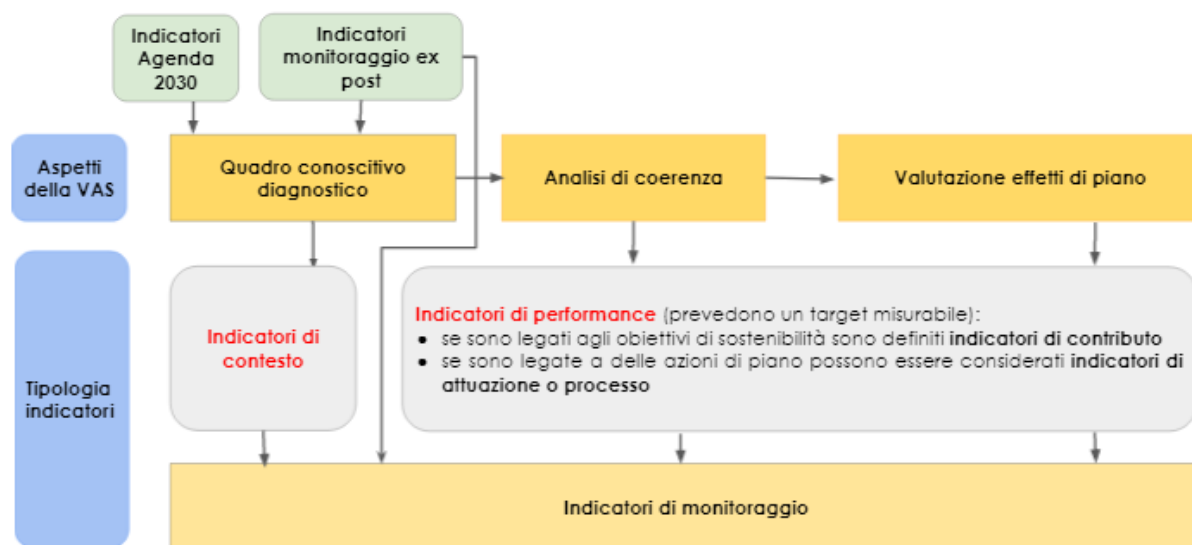 Indicatori
Agenda
2030
Indicatori
monitoraggio ex
post
Aspetti
della VAS
Quadro conoscitivo
diagnostico
Analisi di coerenza
Valutazione effetti di piano
Tipologia
indicatori
Indicatori di
contesto
Indicatori di performance (prevedono un target misurabile):
• se sono legati agli obiettivi di sostenibilità sono definiti indicatori di contributo
• se sono legate a delle azioni di piano possono essere considerati indicatori di
attuazione o processo
Indicatori di monitoraggio